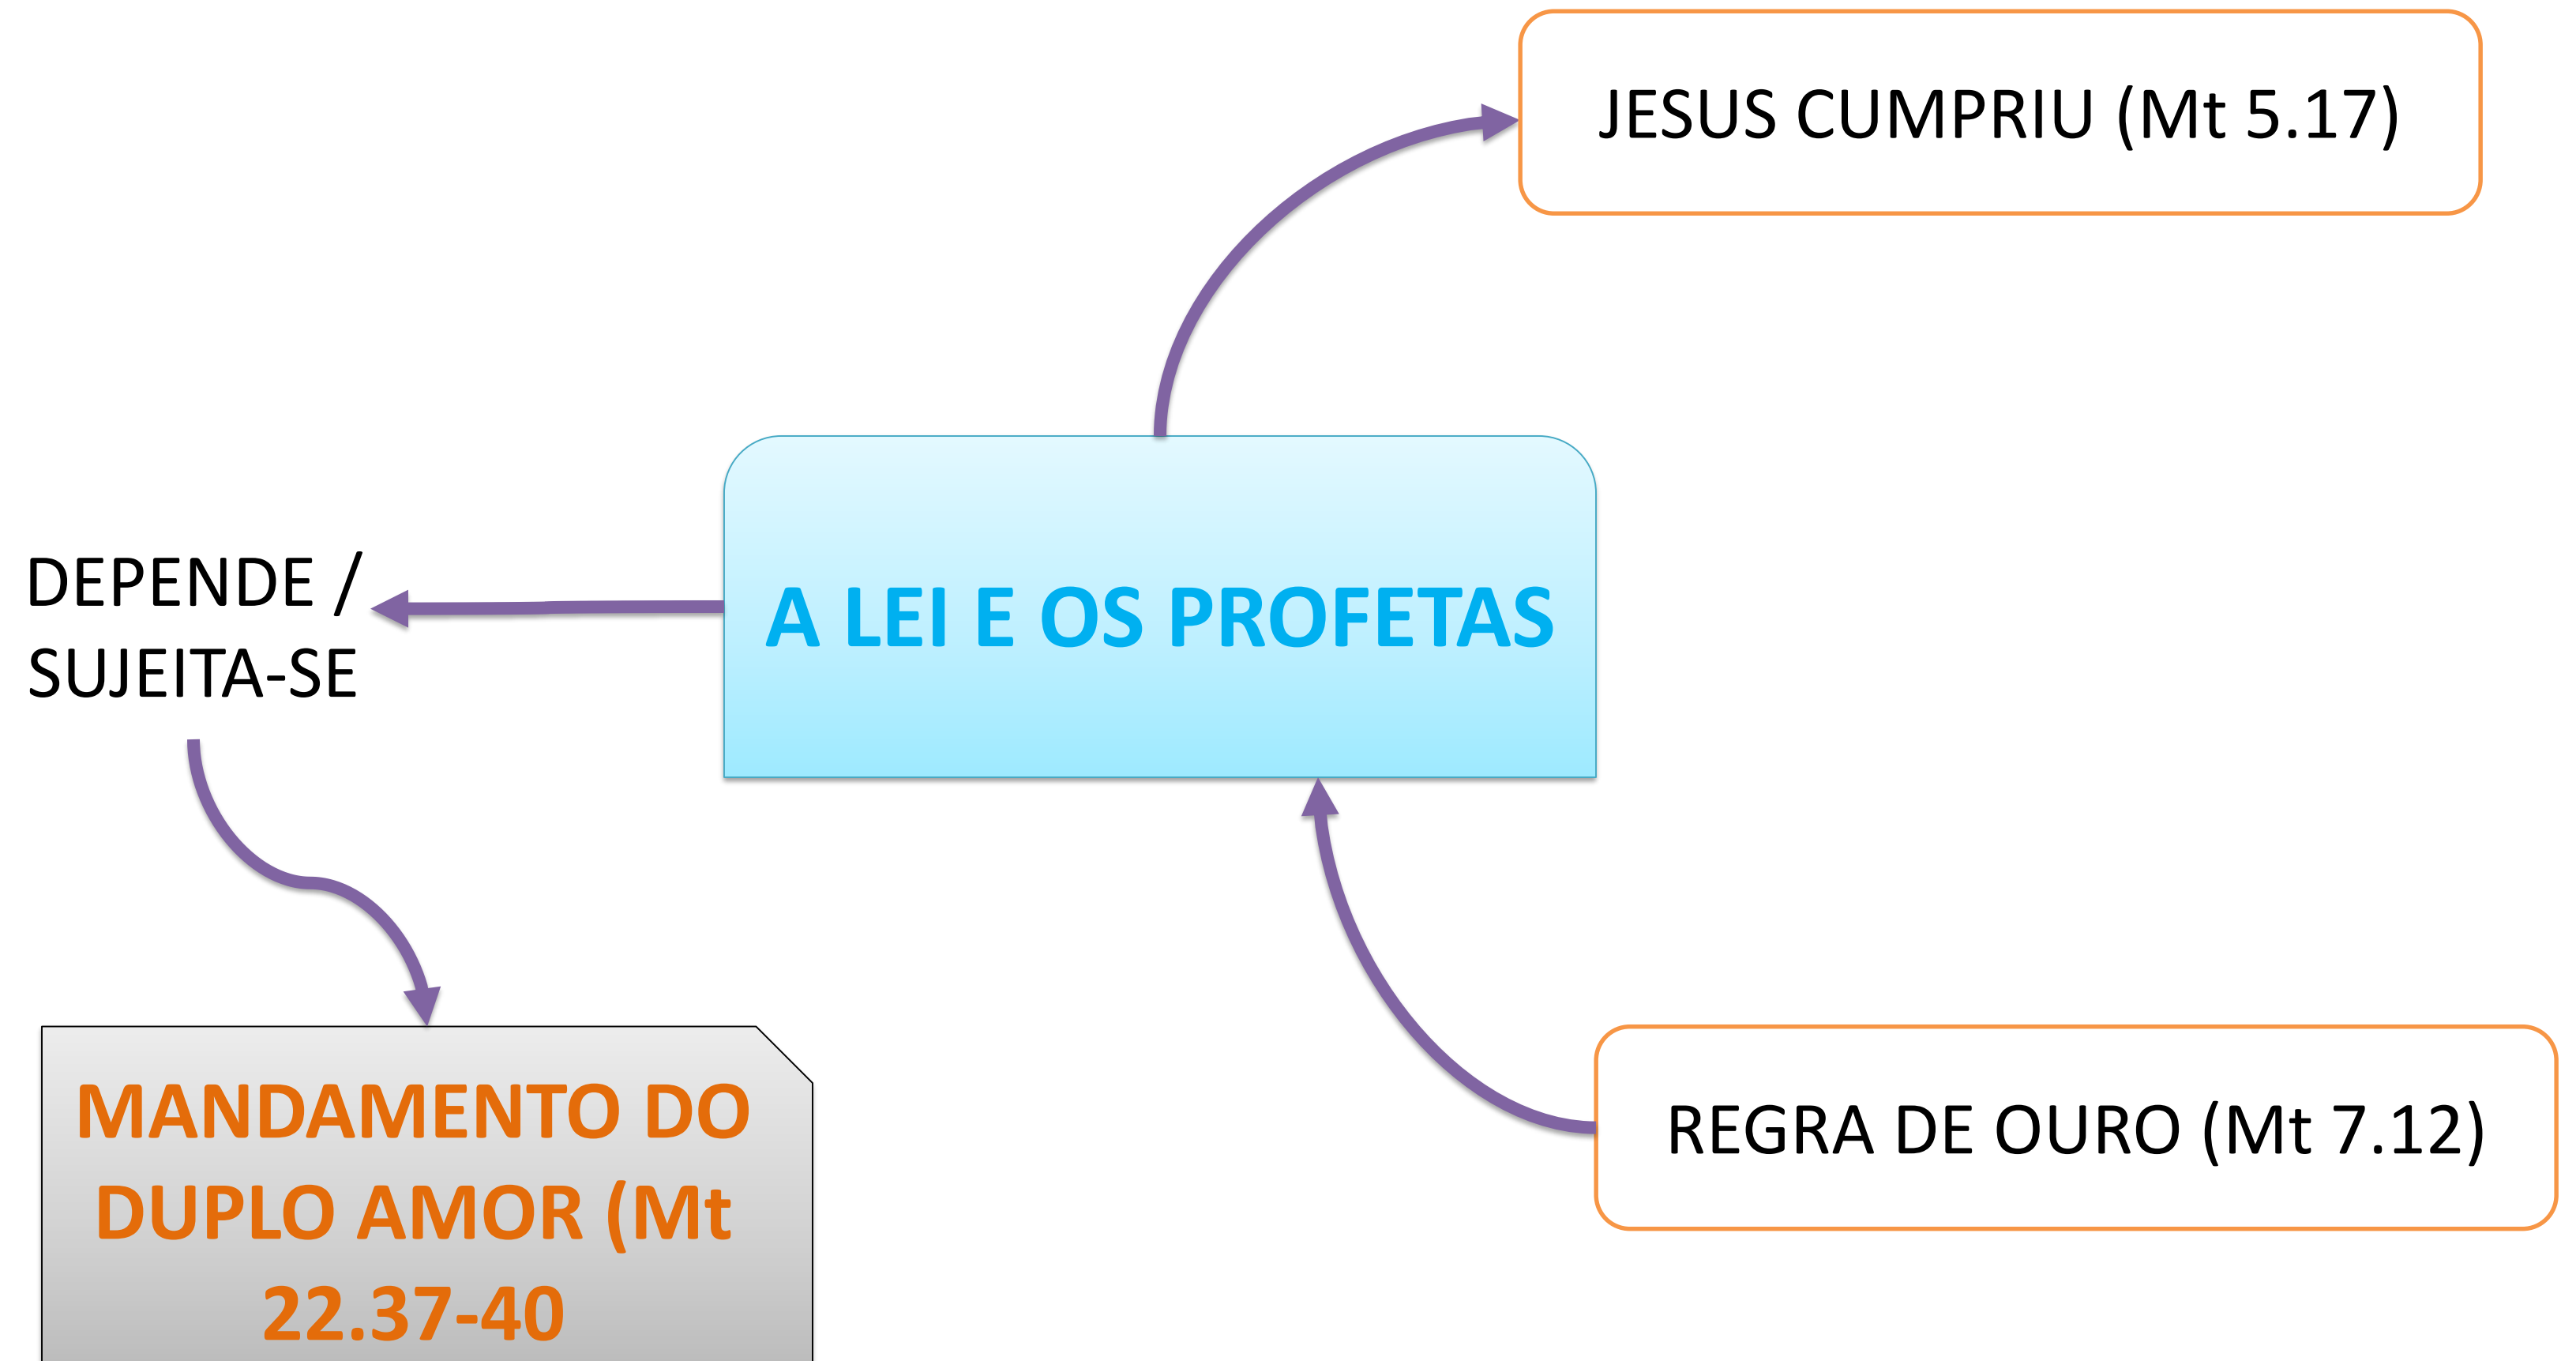 JESUS CUMPRIU (Mt 5.17)
A LEI E OS PROFETAS
DEPENDE /
SUJEITA-SE
MANDAMENTO DO
DUPLO AMOR (Mt
22.37-40
REGRA DE OURO (Mt 7.12)